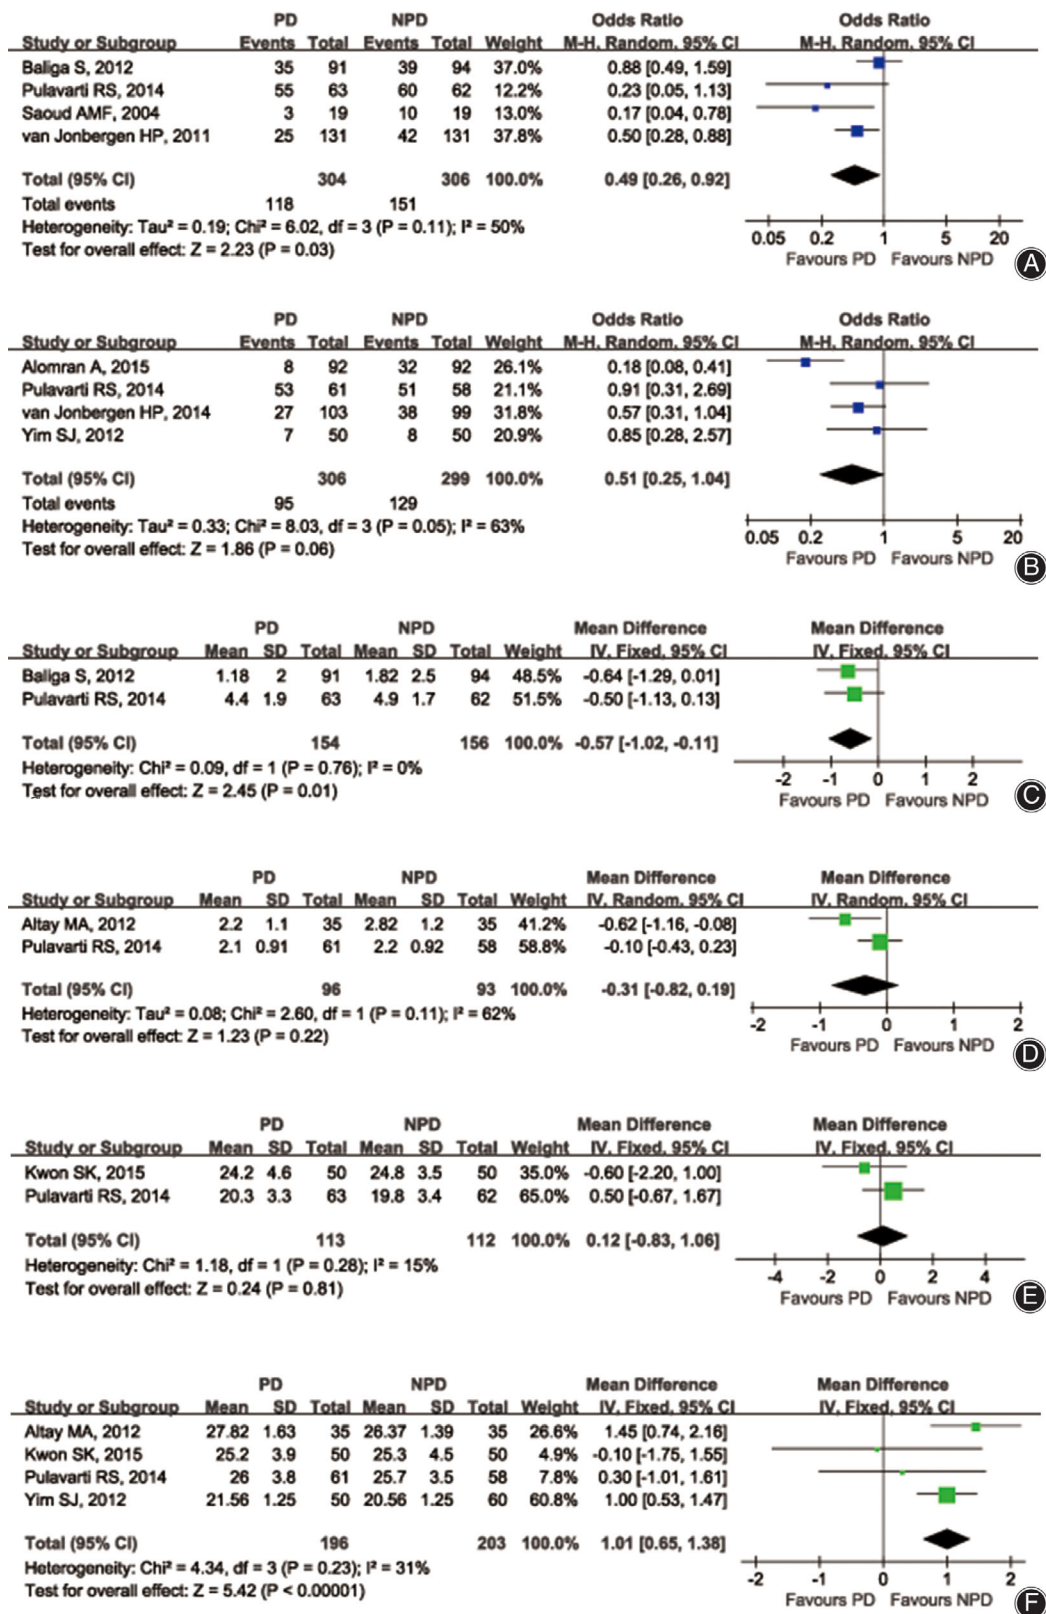 PD NPD Odds Ratio Odds Ratio
Study or Subgroup Events Total Events Total Weight M-H, Random, 95% CI M-H, Random, 95% CI
Baliga S, 2012 35 91 39 94 37.0% 0.88 [0.49, 1.59]
Pulavarti RS, 2014 55 63 60 62 12.2% 0.23 [0.05, 1.13]
Saoud AMF, 2004 3 19 10 19 13.0% 0.17 [0.04, 0.78]
van Jonbergen HP, 2011 25 131 42 131 37.8% 0.50 [0.28, 0.88]
Total (95% CI) 304 306 100.0% 0.49 [0.26, 0.92]
Total events 118 151
Heterogeneity: Tau² = 0.19; Chi² = 6.02, df = 3 (P = 0.11); I² = 50%
Test for overall effect: Z = 2.23 (P = 0.03)
0.05 0.2 1 5 20
Favours PD Favours NPD
A
PD NPD Odds Ratio Odds Ratio
Study or Subgroup Events Total Events Total Weight M-H, Random, 95% CI M-H, Random, 95% CI
Alomran A, 2015 8 92 32 92 26.1% 0.18 [0.08, 0.41]
Pulavarti RS, 2014 53 61 51 58 21.1% 0.91 [0.31, 2.69]
van Jonbergen HP, 2014 27 103 38 99 31.8% 0.57 [0.31, 1.04]
Yim SJ, 2012 7 50 8 50 20.9% 0.85 [0.28, 2.57]
Total (95% CI) 306 299 100.0% 0.51 [0.25, 1.04]
Total events 95 129
Heterogeneity: Tau² = 0.33; Chi² = 8.03, df = 3 (P = 0.05); I² = 63%
Test for overall effect: Z = 1.86 (P = 0.06)
0.05 0.2 1 5 20
Favours PD Favours NPD
B
PD NPD Mean Difference Mean Difference
Study or Subgroup Mean SD Total Mean SD Total Weight IV, Fixed, 95% CI IV, Fixed, 95% CI
Baliga S, 2012 1.18 2 91 1.82 2.5 94 48.5% -0.64 [-1.29, 0.01]
Pulavarti RS, 2014 4.4 1.9 63 4.9 1.7 62 51.5% -0.50 [-1.13, 0.13]
Total (95% CI) 154 156 100.0% -0.57 [-1.02, -0.11]
Heterogeneity: Chi² = 0.09, df = 1 (P = 0.76); I² = 0%
Test for overall effect: Z = 2.45 (P = 0.01)
-2 -1 0 1 2
Favours PD Favours NPD
C
PD NPD Mean Difference Mean Difference
Study or Subgroup Mean SD Total Mean SD Total Weight IV, Random, 95% CI IV, Random, 95% CI
Altay MA, 2012 2.2 1.1 35 2.82 1.2 35 41.2% -0.62 [-1.16, -0.08]
Pulavarti RS, 2014 2.1 0.91 61 2.2 0.92 58 58.8% -0.10 [-0.43, 0.23]
Total (95% CI) 96 93 100.0% -0.31 [-0.82, 0.19]
Heterogeneity: Tau² = 0.08; Chi² = 2.60, df = 1 (P = 0.11); I² = 62%
Test for overall effect: Z = 1.23 (P = 0.22)
-2 -1 0 1 2
Favours PD Favours NPD
D
PD NPD Mean Difference Mean Difference
Study or Subgroup Mean SD Total Mean SD Total Weight IV, Fixed, 95% CI IV, Fixed, 95% CI
Kwon SK, 2015 24.2 4.6 50 24.8 3.5 50 35.0% -0.60 [-2.20, 1.00]
Pulavarti RS, 2014 20.3 3.3 63 19.8 3.4 62 65.0% 0.50 [-0.67, 1.67]
Total (95% CI) 113 112 100.0% 0.12 [-0.83, 1.06]
Heterogeneity: Chi² = 1.18, df = 1 (P = 0.28); I² = 15%
Test for overall effect: Z = 0.24 (P = 0.81)
-4 -2 0 2 4
Favours PD Favours NPD
E
PD NPD Mean Difference Mean Difference
Study or Subgroup Mean SD Total Mean SD Total Weight IV, Fixed, 95% CI IV, Fixed, 95% CI
Altay MA, 2012 27.82 1.63 35 26.37 1.39 35 26.6% 1.45 [0.74, 2.16]
Kwon SK, 2015 25.2 3.9 50 25.3 4.5 50 4.9% -0.10 [-1.75, 1.55]
Pulavarti RS, 2014 26 3.8 61 25.7 3.5 58 7.8% 0.30 [-1.01, 1.61]
Yim SJ, 2012 21.56 1.25 50 20.56 1.25 60 60.8% 1.00 [0.53, 1.47]
Total (95% CI) 196 203 100.0% 1.01 [0.65, 1.38]
Heterogeneity: Chi² = 4.34, df = 3 (P = 0.23); I² = 31%
Test for overall effect: Z = 5.42 (P < 0.00001)
-2 -1 0 1 2
Favours PD Favours NPD
F